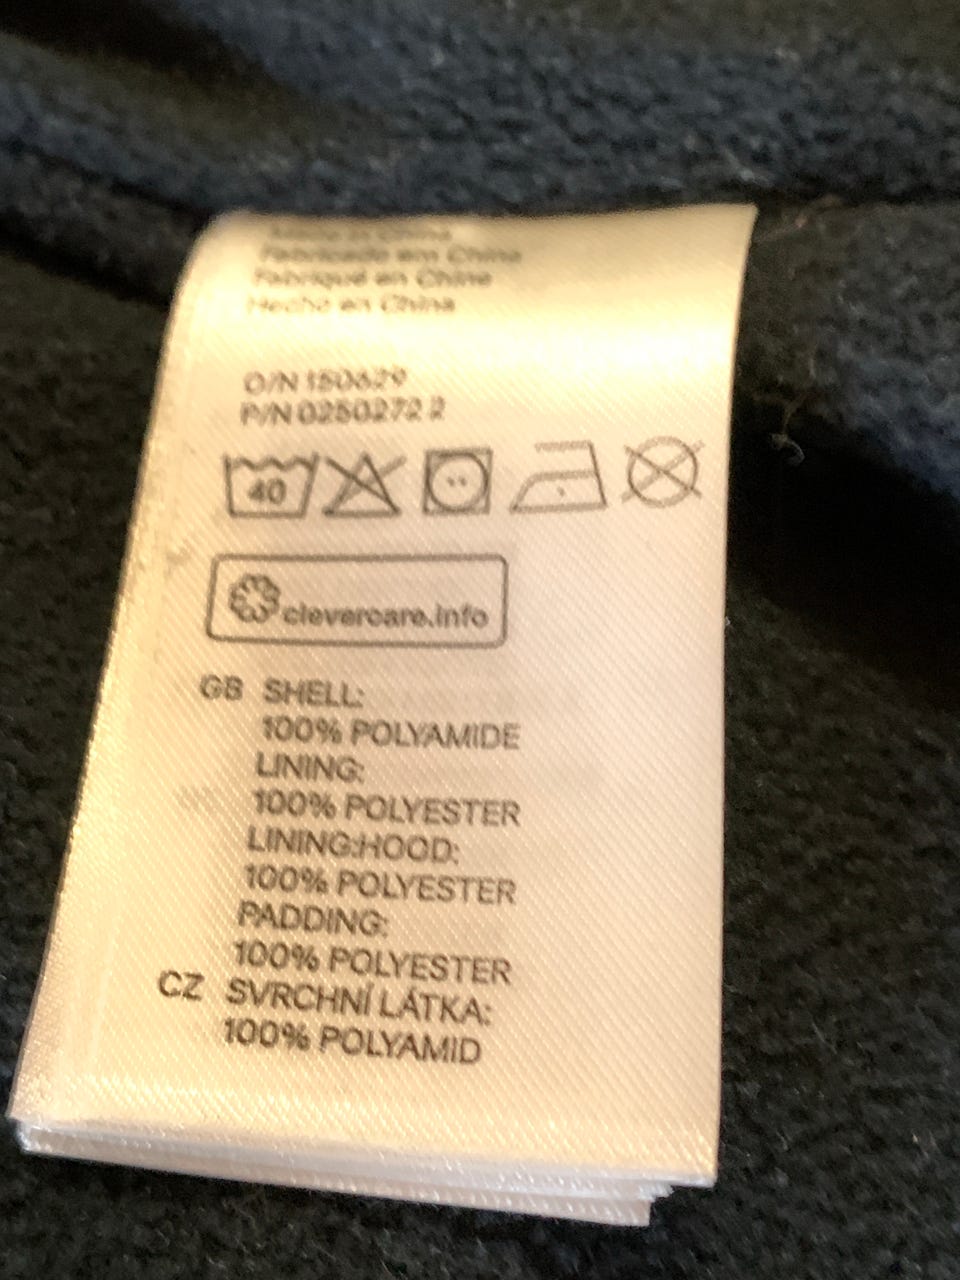 Made in China
Fabricado em China
Fabriqué en Chine
Hecho en China
O/N 150629
P/N 0250272 2
40
clevercare.info
GB SHELL:
100% POLYAMIDE
LINING:
100% POLYESTER
LINING:HOOD:
100% POLYESTER
PADDING:
100% POLYESTER
CZ SVRCHNÍ LÁTKA:
100% POLYAMID